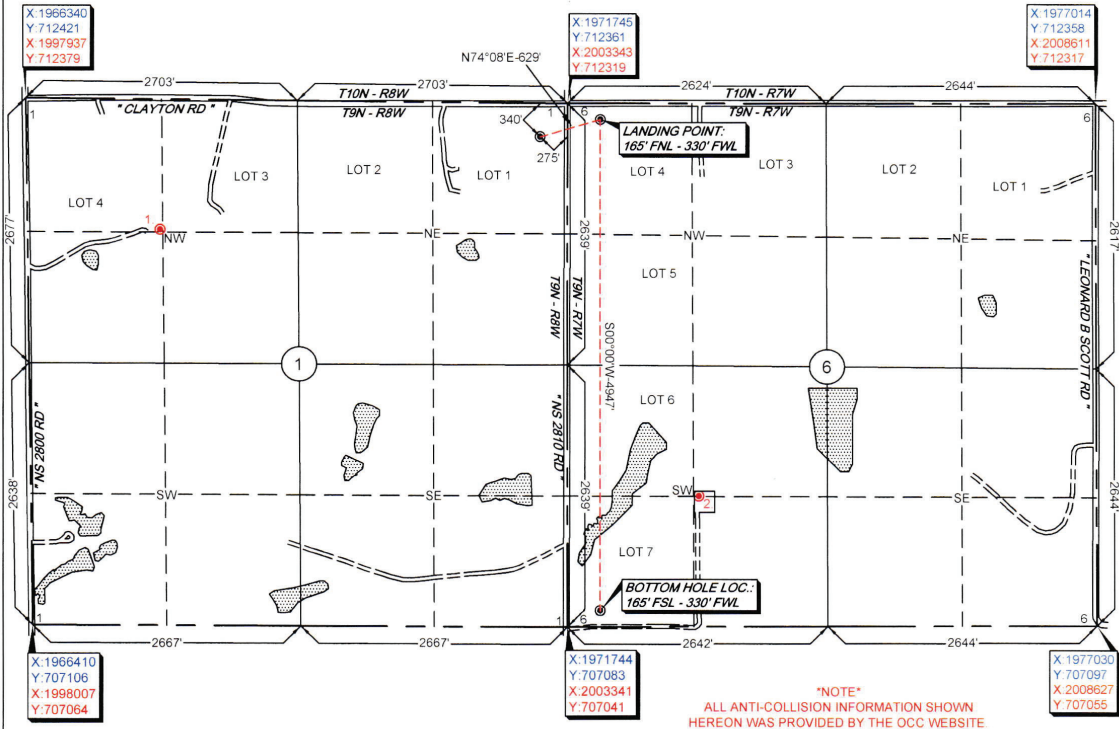 X:1966340
Y:712421
X:1997937
Y:712379
X:1971745
Y:712361
X:2003343
Y:712319
X:1977014
Y:712358
X:2008611
Y:712317
N74°08'E-629'
2703'
2703'
2624'
2644'
T10N - R8W
T10N - R7W
" CLAYTON RD "
T9N - R8W
T9N - R7W
1
1
6
6
340'
275'
LANDING POINT:
165' FNL - 330' FWL
LOT 4
LOT 3
LOT 2
LOT 1
LOT 4
LOT 3
LOT 2
LOT 1
1.
NW
NE
NW
NE
2677'
2639'
2617'
LOT 5
T9N - R8W
T9N - R7W
S00°00'W-4947'
" LEONARD B SCOTT RD "
1
6
LOT 6
" NS 2800 RD "
" NS 2810 RD "
2638'
2639'
2644'
SW
SE
SW
SE
2.
LOT 7
BOTTOM HOLE LOC.:
165' FSL - 330' FWL
1
1
6
6
2667'
2667'
2642'
2644'
X:1966410
Y:707106
X:1998007
Y:707064
X:1971744
Y:707083
X:2003341
Y:707041
X:1977030
Y:707097
X:2008627
Y:707055
*NOTE*
ALL ANTI-COLLISION INFORMATION SHOWN
HEREON WAS PROVIDED BY THE OCC WEBSITE